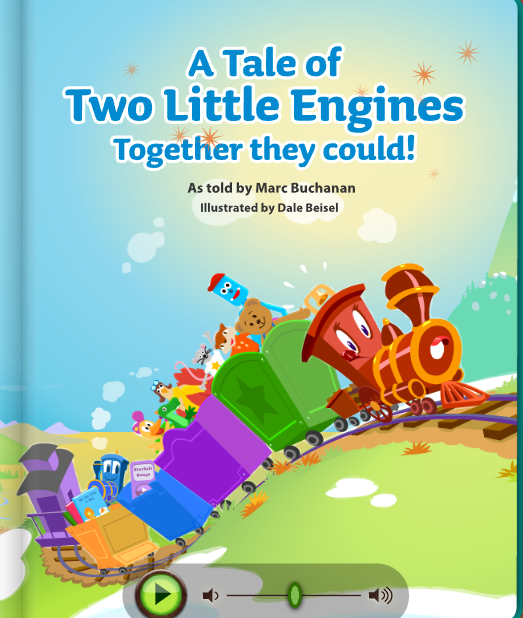 A Tale of
Two Little Engines
Together they could!
As told by Marc Buchanan
Illustrated by Dale Beisel